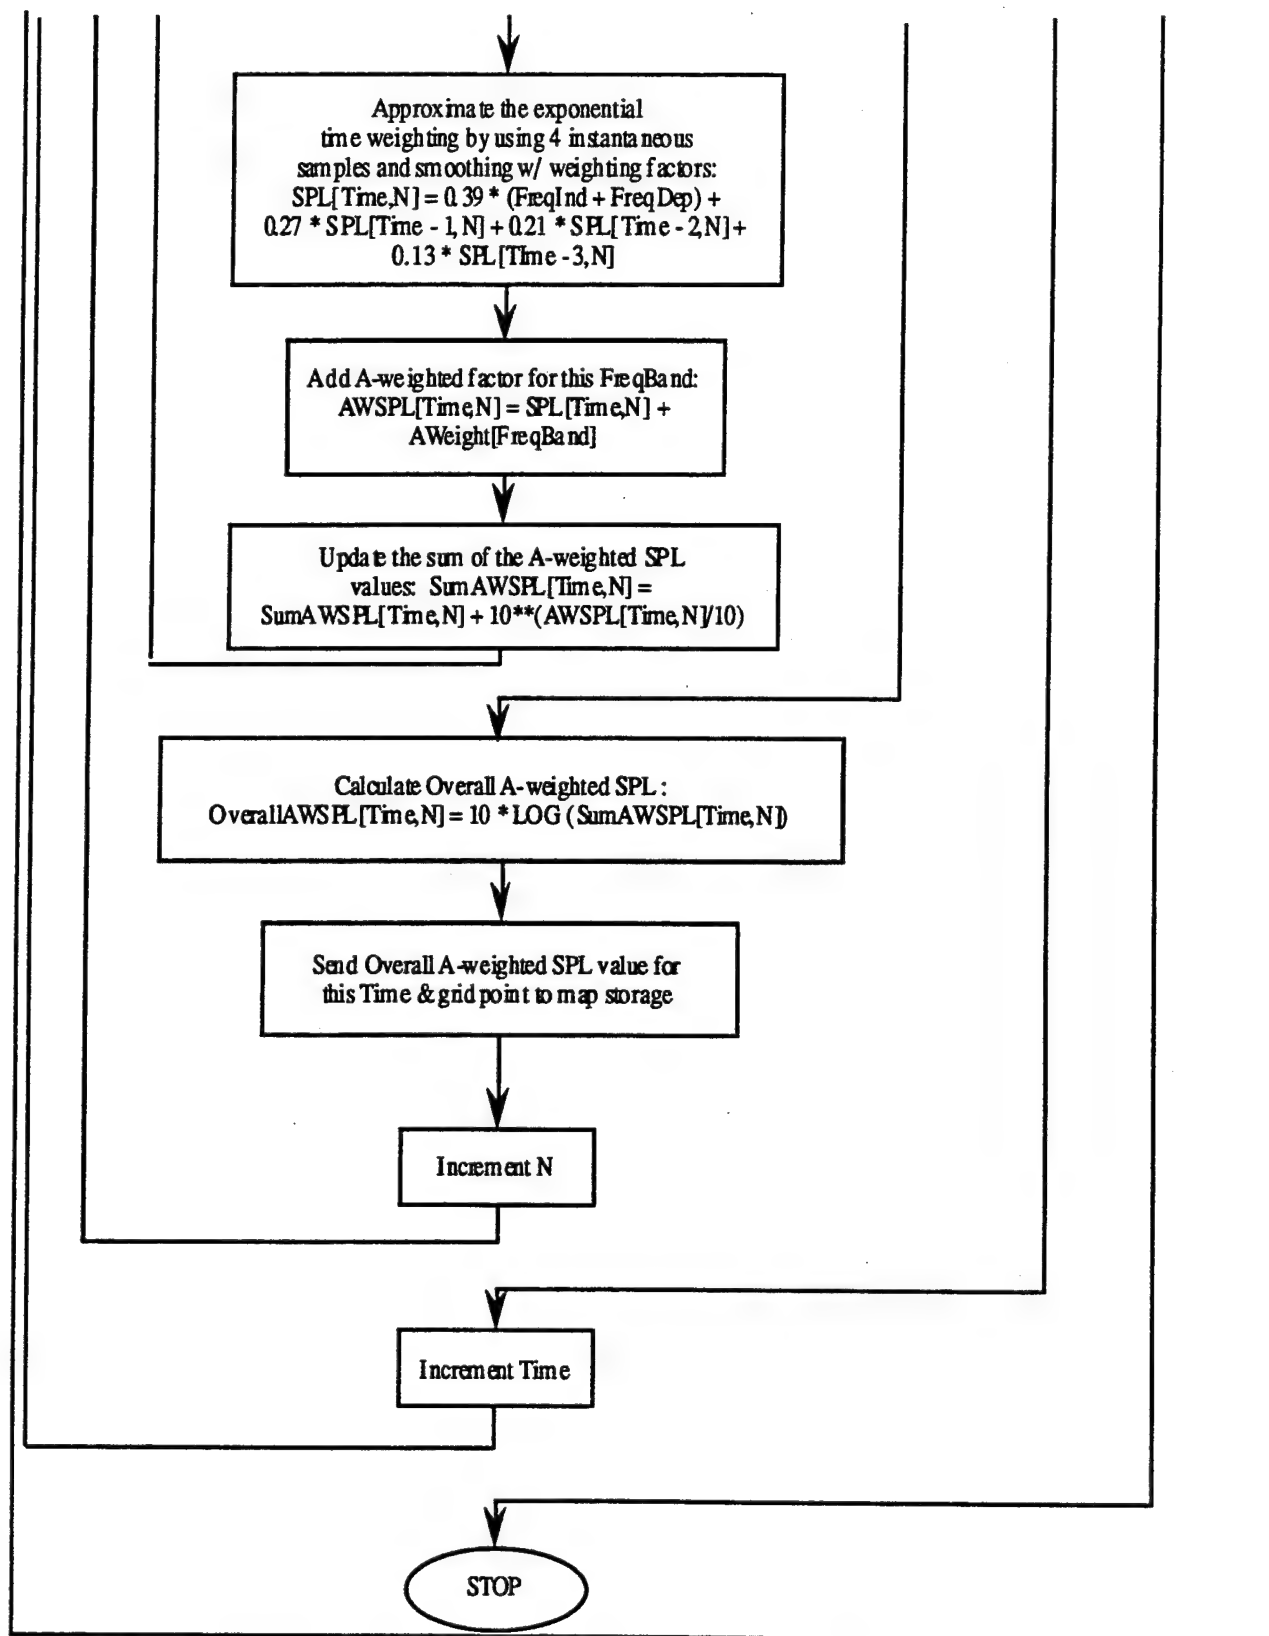 Approximate the exponential
time weighting by using 4 instantaneous
samples and smoothing w/ weighting factors:
SPL[Time,N] = 0.39 * (FreqInd + FreqDep) +
0.27 * SPL[Time - 1, N] + 0.21 * SPL[Time - 2,N] +
0.13 * SPL[TIme - 3,N]
Add A-weighted factor for this FreqBand:
AWSPL[Time,N] = SPL[Time,N] +
AWeight[FreqBand]
Update the sum of the A-weighted SPL
values: SumAWSPL[Time,N] =
SumAWSPL[Time,N] + 10**(AWSPL[Time,N]/10)
Calculate Overall A-weighted SPL :
OverallAWSPL[Time,N] = 10 * LOG (SumAWSPL[Time,N])
Send Overall A-weighted SPL value for
this Time & grid point to map storage
Increment N
Increment Time
STOP